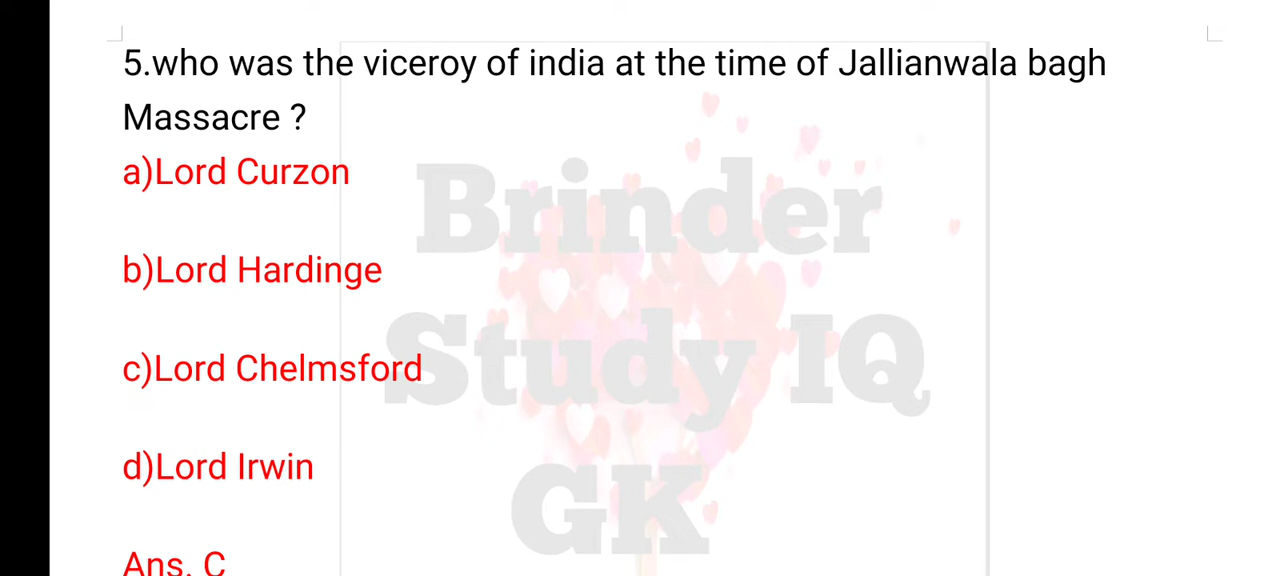 5.who was the viceroy of india at the time of Jallianwala bagh
Massacre ?
a)Lord Curzon
b)Lord Hardinge
c)Lord Chelmsford
d)Lord Irwin
Ans. C
Brinder
Study IQ
GK